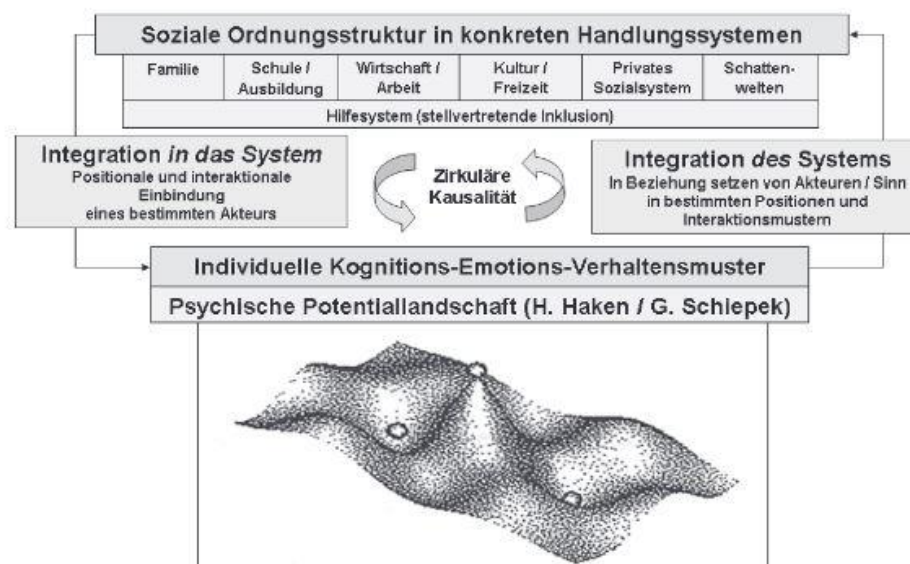 Soziale Ordnungsstruktur in konkreten Handlungssystemen
Familie
Schule /
Ausbildung
Wirtschaft /
Arbeit
Kultur /
Freizeit
Privates
Sozialsystem
Schatten-
welten
Hilfesystem (stellvertretende Inklusion)
Integration in das System
Positionale und interaktionale
Einbindung
eines bestimmten Akteurs
Zirkuläre
Kausalität
Integration des Systems
In Beziehung setzen von Akteuren / Sinn
in bestimmten Positionen und
Interaktionsmustern
Individuelle Kognitions-Emotions-Verhaltensmuster
Psychische Potentiallandschaft (H. Haken / G. Schiepek)